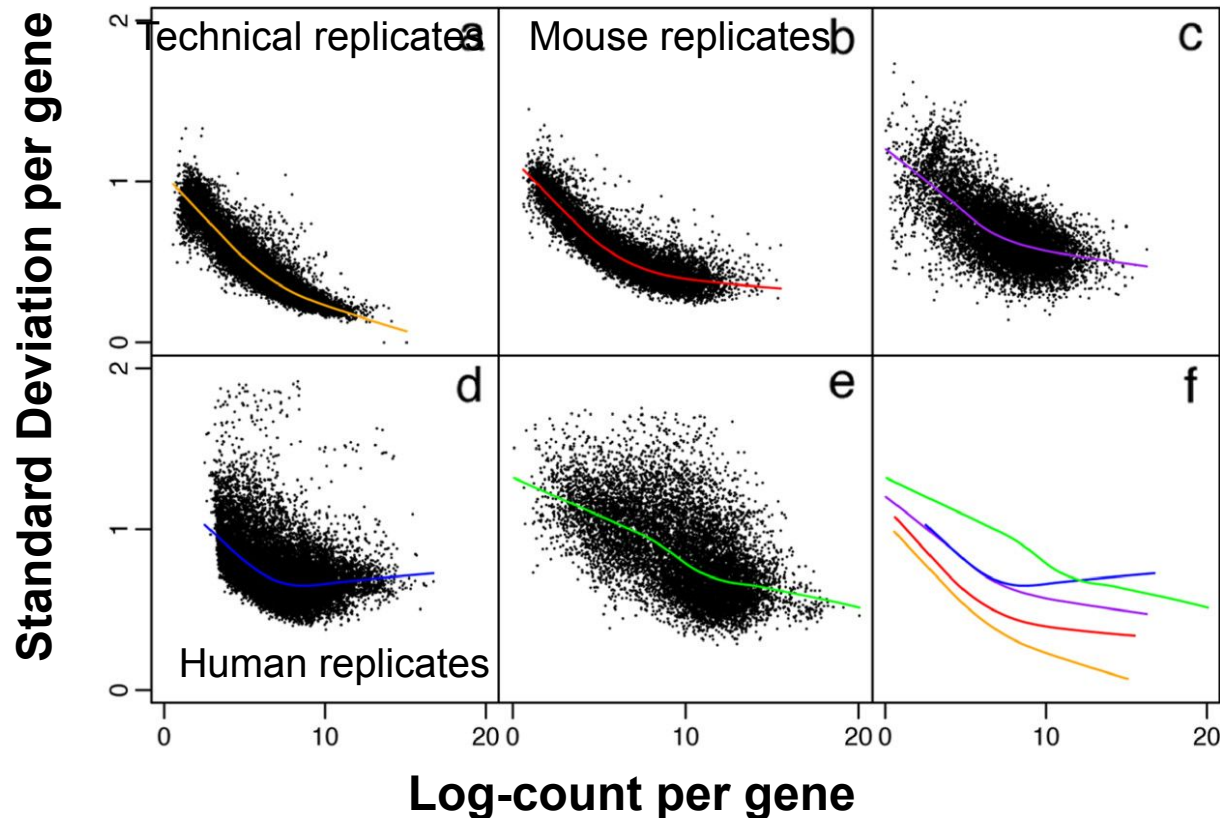 Standard Deviation per gene
2
1
0
Technical replicates a
Mouse replicates b
c
2
1
0
d
Human replicates
e
f
0 10 20 0 10 20 0 10 20
Log-count per gene